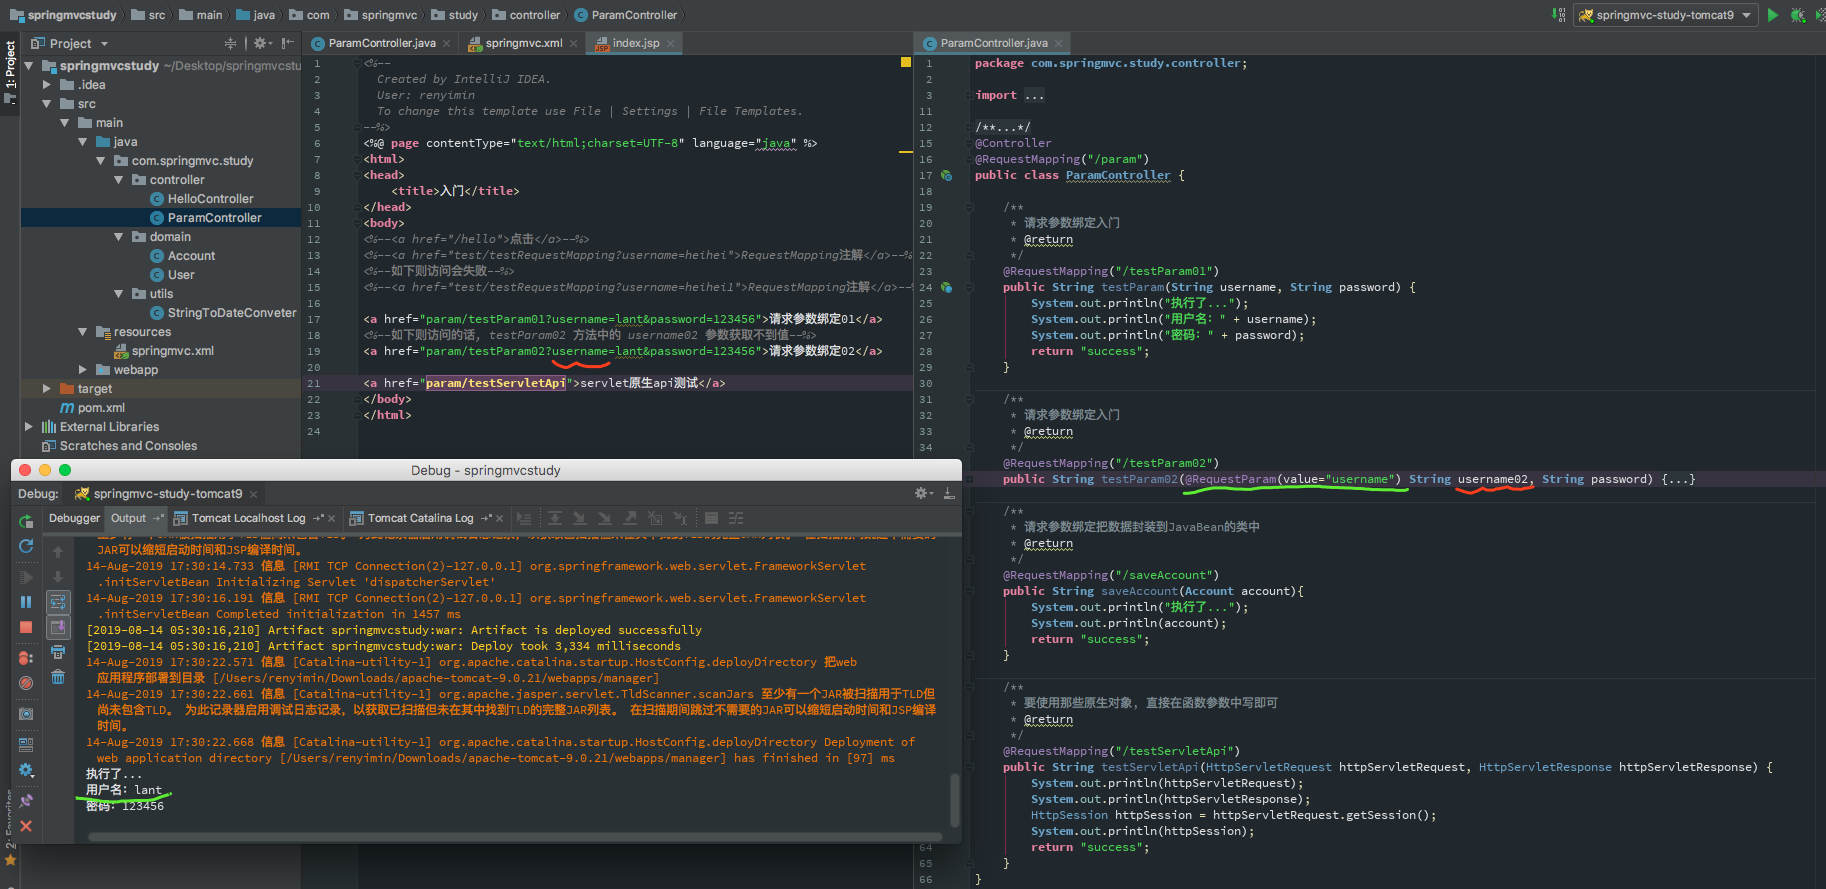 springmvcstudy src main java com springmvc study controller ParamController
springmvc-study-tomcat9
1: Project
Project
springmvcstudy ~/Desktop/springmvcstu
.idea
src
main
java
com.springmvc.study
controller
HelloController
ParamController
domain
Account
User
utils
StringToDateConveter
resources
springmvc.xml
webapp
target
pom.xml
External Libraries
Scratches and Consoles
ParamController.java springmvc.xml index.jsp
1 <%--
2 Created by IntelliJ IDEA.
3 User: renyimin
4 To change this template use File | Settings | File Templates.
5 --%>
6 <%@ page contentType="text/html;charset=UTF-8" language="java" %>
7 <html>
8 <head>
9 <title>入门</title>
10 </head>
11 <body>
12 <%--<a href="/hello">点击</a>--%>
13 <%--<a href="test/testRequestMapping?username=heihei">RequestMapping注解</a>--%
14 <%--如下则访问会失败--%>
15 <%--<a href="test/testRequestMapping?username=heihei1">RequestMapping注解</a>--%
16
17 <a href="param/testParam01?username=lant&password=123456">请求参数绑定01</a>
18 <%--如下则访问的话, testParam02 方法中的 username02 参数获取不到值--%>
19 <a href="param/testParam02?username=lant&password=123456">请求参数绑定02</a>
20
21 <a href="param/testServletApi">servlet原生api测试</a>
22 </body>
23 </html>
24
ParamController.java
1 package com.springmvc.study.controller;
2
3 import ...
11
12 /**...*/
15 @Controller
16 @RequestMapping("/param")
17 public class ParamController {
18
19 /**
20 * 请求参数绑定入门
21 * @return
22 */
23 @RequestMapping("/testParam01")
24 public String testParam(String username, String password) {
25 System.out.println("执行了...");
26 System.out.println("用户名: " + username);
27 System.out.println("密码: " + password);
28 return "success";
29 }
30
31 /**
32 * 请求参数绑定入门
33 * @return
34 */
@RequestMapping("/testParam02")
public String testParam02(@RequestParam(value="username") String username02, String password) {...}
/**
* 请求参数绑定把数据封装到JavaBean的类中
* @return
*/
@RequestMapping("/saveAccount")
public String saveAccount(Account account){
System.out.println("执行了...");
System.out.println(account);
return "success";
}
/**
* 要使用那些原生对象, 直接在函数参数中写即可
* @return
*/
@RequestMapping("/testServletApi")
public String testServletApi(HttpServletRequest httpServletRequest, HttpServletResponse httpServletResponse) {
System.out.println(httpServletRequest);
System.out.println(httpServletResponse);
HttpSession httpSession = httpServletRequest.getSession();
System.out.println(httpSession);
64 return "success";
65 }
66 }
Debug - springmvcstudy
Debug: springmvc-study-tomcat9
Debugger Output Tomcat Localhost Log Tomcat Catalina Log
JAR可以缩短启动时间和JSP编译时间。
14-Aug-2019 17:30:14.733 信息 [RMI TCP Connection(2)-127.0.0.1] org.springframework.web.servlet.FrameworkServlet
.initServletBean Initializing Servlet 'dispatcherServlet'
14-Aug-2019 17:30:16.191 信息 [RMI TCP Connection(2)-127.0.0.1] org.springframework.web.servlet.FrameworkServlet
.initServletBean Completed initialization in 1457 ms
[2019-08-14 05:30:16,210] Artifact springmvcstudy:war: Artifact is deployed successfully
[2019-08-14 05:30:16,210] Artifact springmvcstudy:war: Deploy took 3,334 milliseconds
14-Aug-2019 17:30:22.571 信息 [Catalina-utility-1] org.apache.catalina.startup.HostConfig.deployDirectory 把web
应用程序部署到目录 [/Users/renyimin/Downloads/apache-tomcat-9.0.21/webapps/manager]
14-Aug-2019 17:30:22.661 信息 [Catalina-utility-1] org.apache.jasper.servlet.TldScanner.scanJars 至少有一个JAR被扫描用于TLD但
尚未包含TLD。 为此记录器启用调试日志记录，以获取已扫描但未在其中找到TLD的完整JAR列表。 在扫描期间跳过不需要的JAR可以缩短启动时间和JSP编译
时间。
14-Aug-2019 17:30:22.668 信息 [Catalina-utility-1] org.apache.catalina.startup.HostConfig.deployDirectory Deployment of
web application directory [/Users/renyimin/Downloads/apache-tomcat-9.0.21/webapps/manager] has finished in [97] ms
执行了...
用户名: lant
密码: 123456